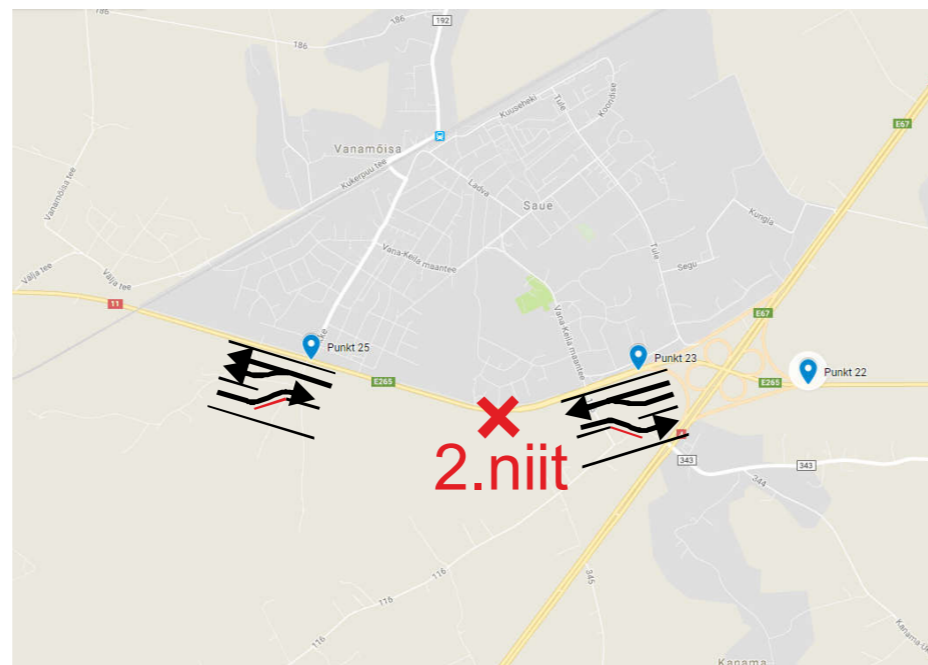 186
192
186
Kuuseheki
Tule
Koondise
E67
Vanamõisa
Kukerpuu tee
Ladva
Vanamõisa tee
Saue
Kungla
Vana-Keila maantee
Tule
Segu
Välja tee
Välja tee
11
E67
Vana-Keila maantee
Punkt 25
Punkt 23
Punkt 22
E265
E265
2.niit
343
343
344
116
345
116
Kanama